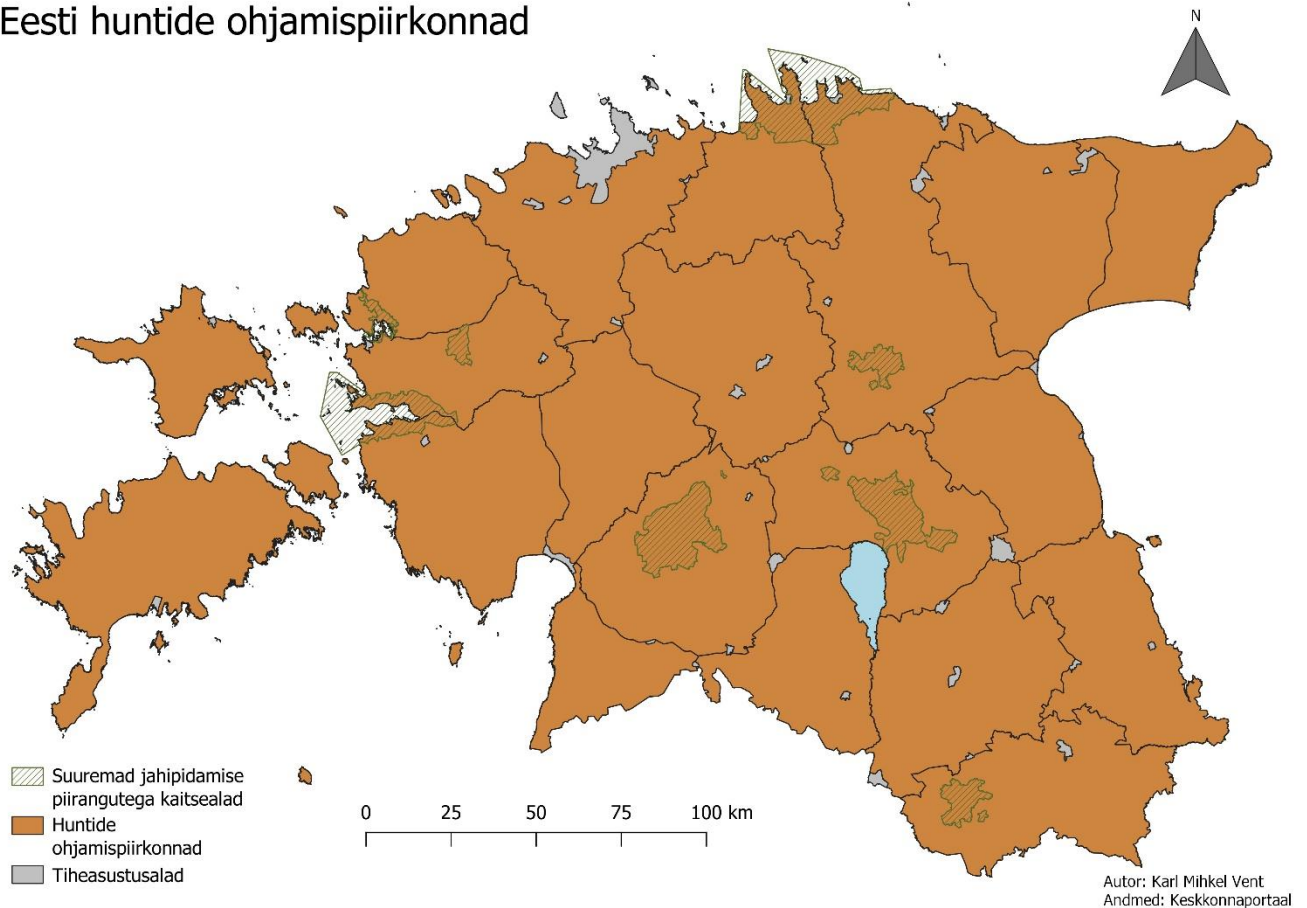 Eesti huntide ohjamispiirkonnad
N
Suuremad jahipidamise
piirangutega kaitsealad
Huntide
ohjamispiirkonnad
Tiheasustusalad
0 25 50 75 100 km
Autor: Karl Mihkel Vent
Andmed: Keskkonnaportaal